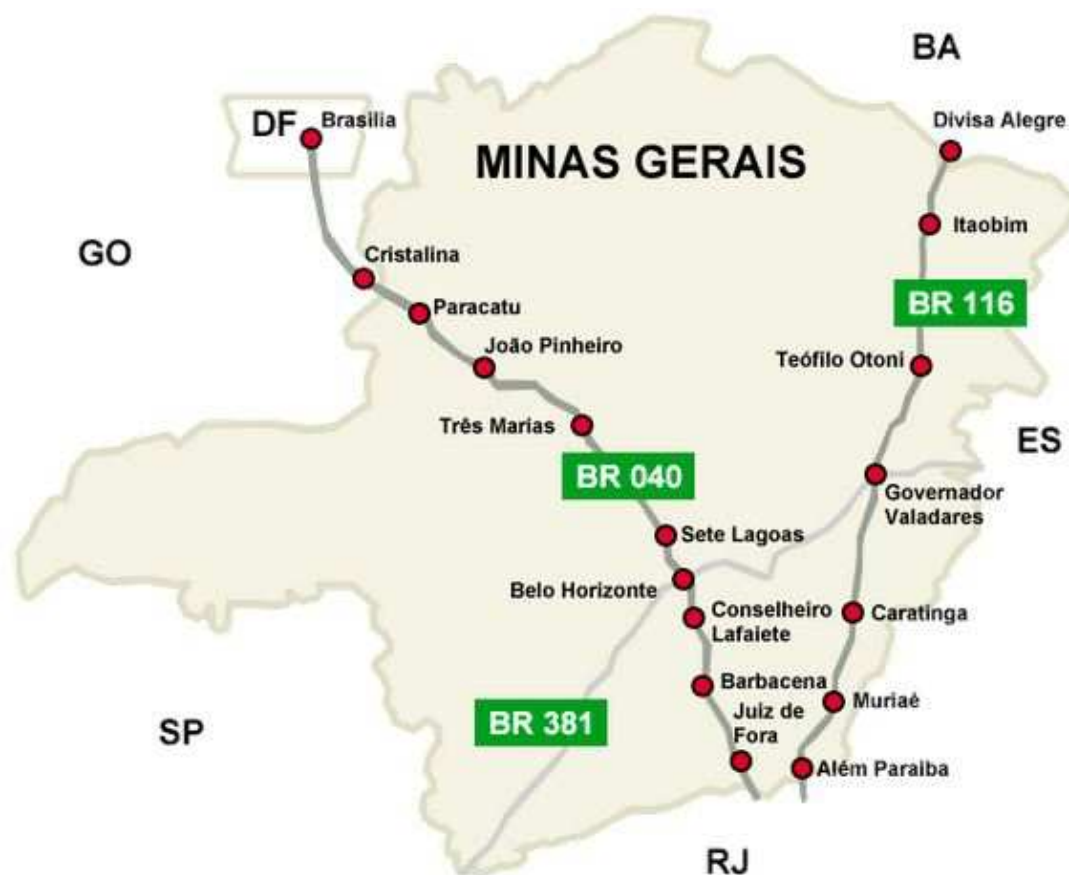 BA
DF
Brasilia
Divisa Alegre
MINAS GERAIS
Itaobim
GO
Cristalina
BR 116
Paracatu
João Pinheiro
Teófilo Otoni
Três Marias
ES
BR 040
Governador
Valadares
Sete Lagoas
Belo Horizonte
Conselheiro
Lafaiete
Caratinga
Barbacena
Muriaé
Juiz de
Fora
BR 381
SP
Além Paraiba
RJ